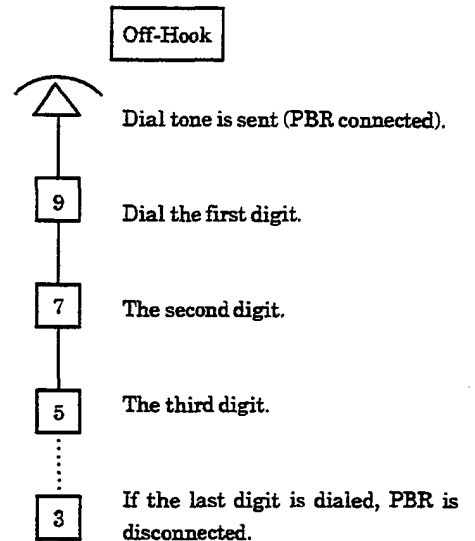 Off-Hook
Dial tone is sent (PBR connected).
9
Dial the first digit.
7
The second digit.
5
The third digit.
3
If the last digit is dialed, PBR is
disconnected.